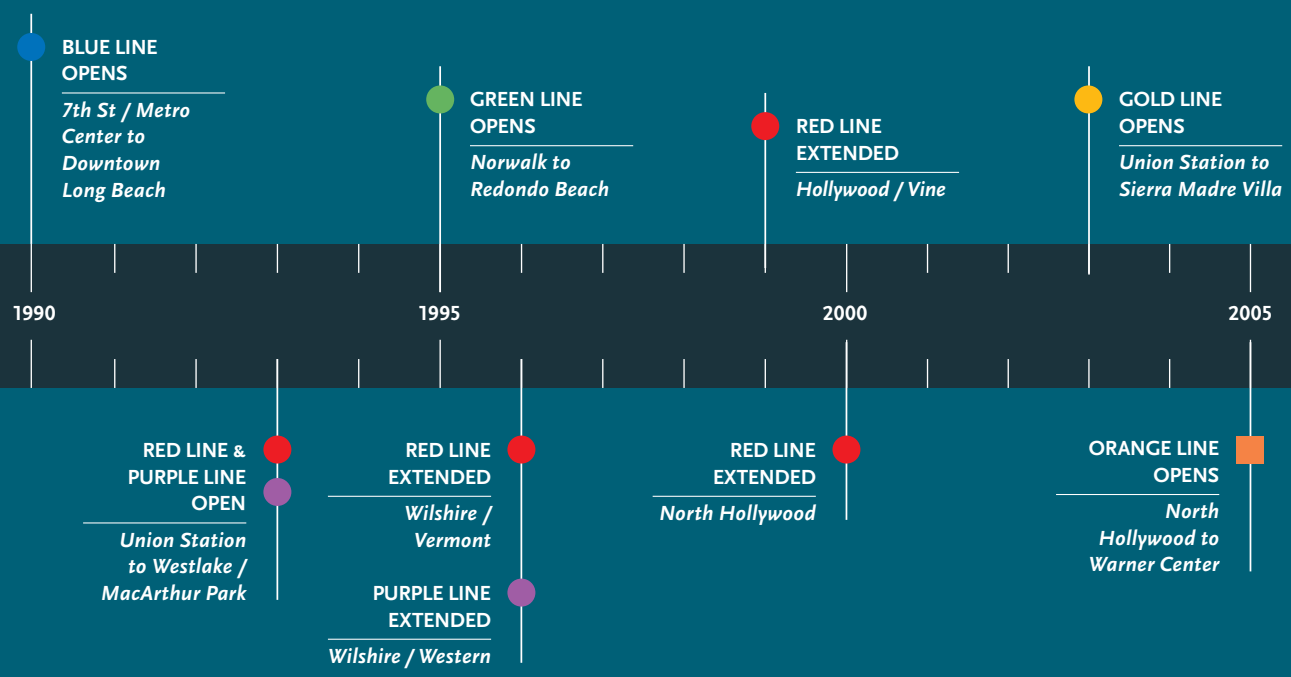 BLUE LINE
OPENS
7th St / Metro
Center to
Downtown
Long Beach
GREEN LINE
OPENS
Norwalk to
Redondo Beach
RED LINE
EXTENDED
Hollywood / Vine
GOLD LINE
OPENS
Union Station to
Sierra Madre Villa
1990
1995
2000
2005
RED LINE &
PURPLE LINE
OPEN
Union Station
to Westlake /
MacArthur Park
RED LINE
EXTENDED
Wilshire /
Vermont
PURPLE LINE
EXTENDED
Wilshire / Western
RED LINE
EXTENDED
North Hollywood
ORANGE LINE
OPENS
North
Hollywood to
Warner Center